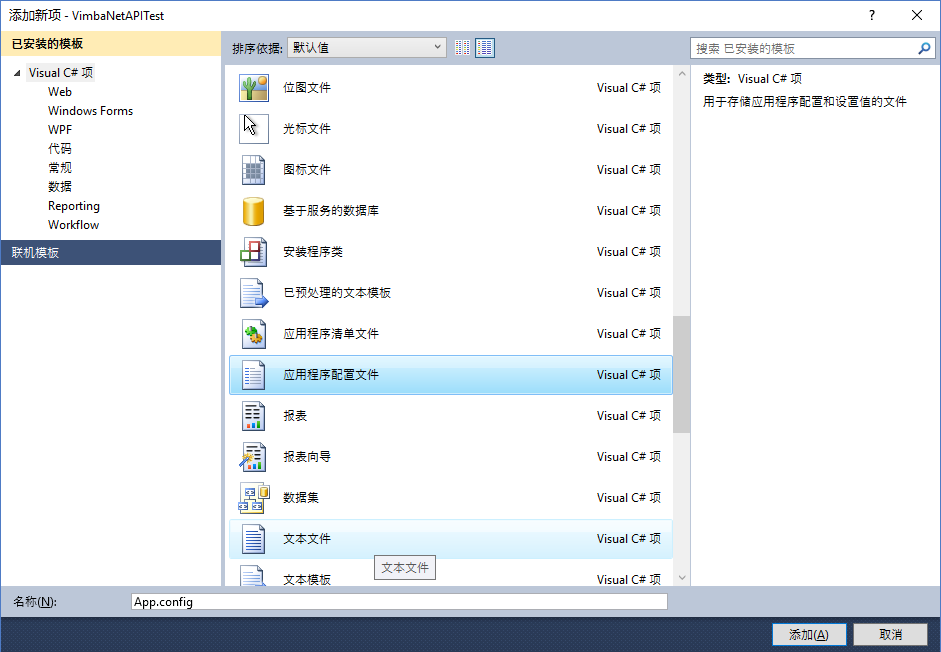 添加新项 - VimbaNetAPITest
已安装的模板
Visual C# 项
Web
Windows Forms
WPF
代码
常规
数据
Reporting
Workflow
联机模板
排序依据: 默认值
搜索 已安装的模板
位图文件 Visual C# 项
光标文件 Visual C# 项
图标文件 Visual C# 项
基于服务的数据库 Visual C# 项
安装程序类 Visual C# 项
已预处理的文本模板 Visual C# 项
应用程序清单文件 Visual C# 项
应用程序配置文件 Visual C# 项
报表 Visual C# 项
报表向导 Visual C# 项
数据集 Visual C# 项
文本文件 Visual C# 项
文本文件
文本模板 Visual C# 项
类型: Visual C# 项
用于存储应用程序配置和设置值的文件
名称(N): App.config
添加(A) 取消